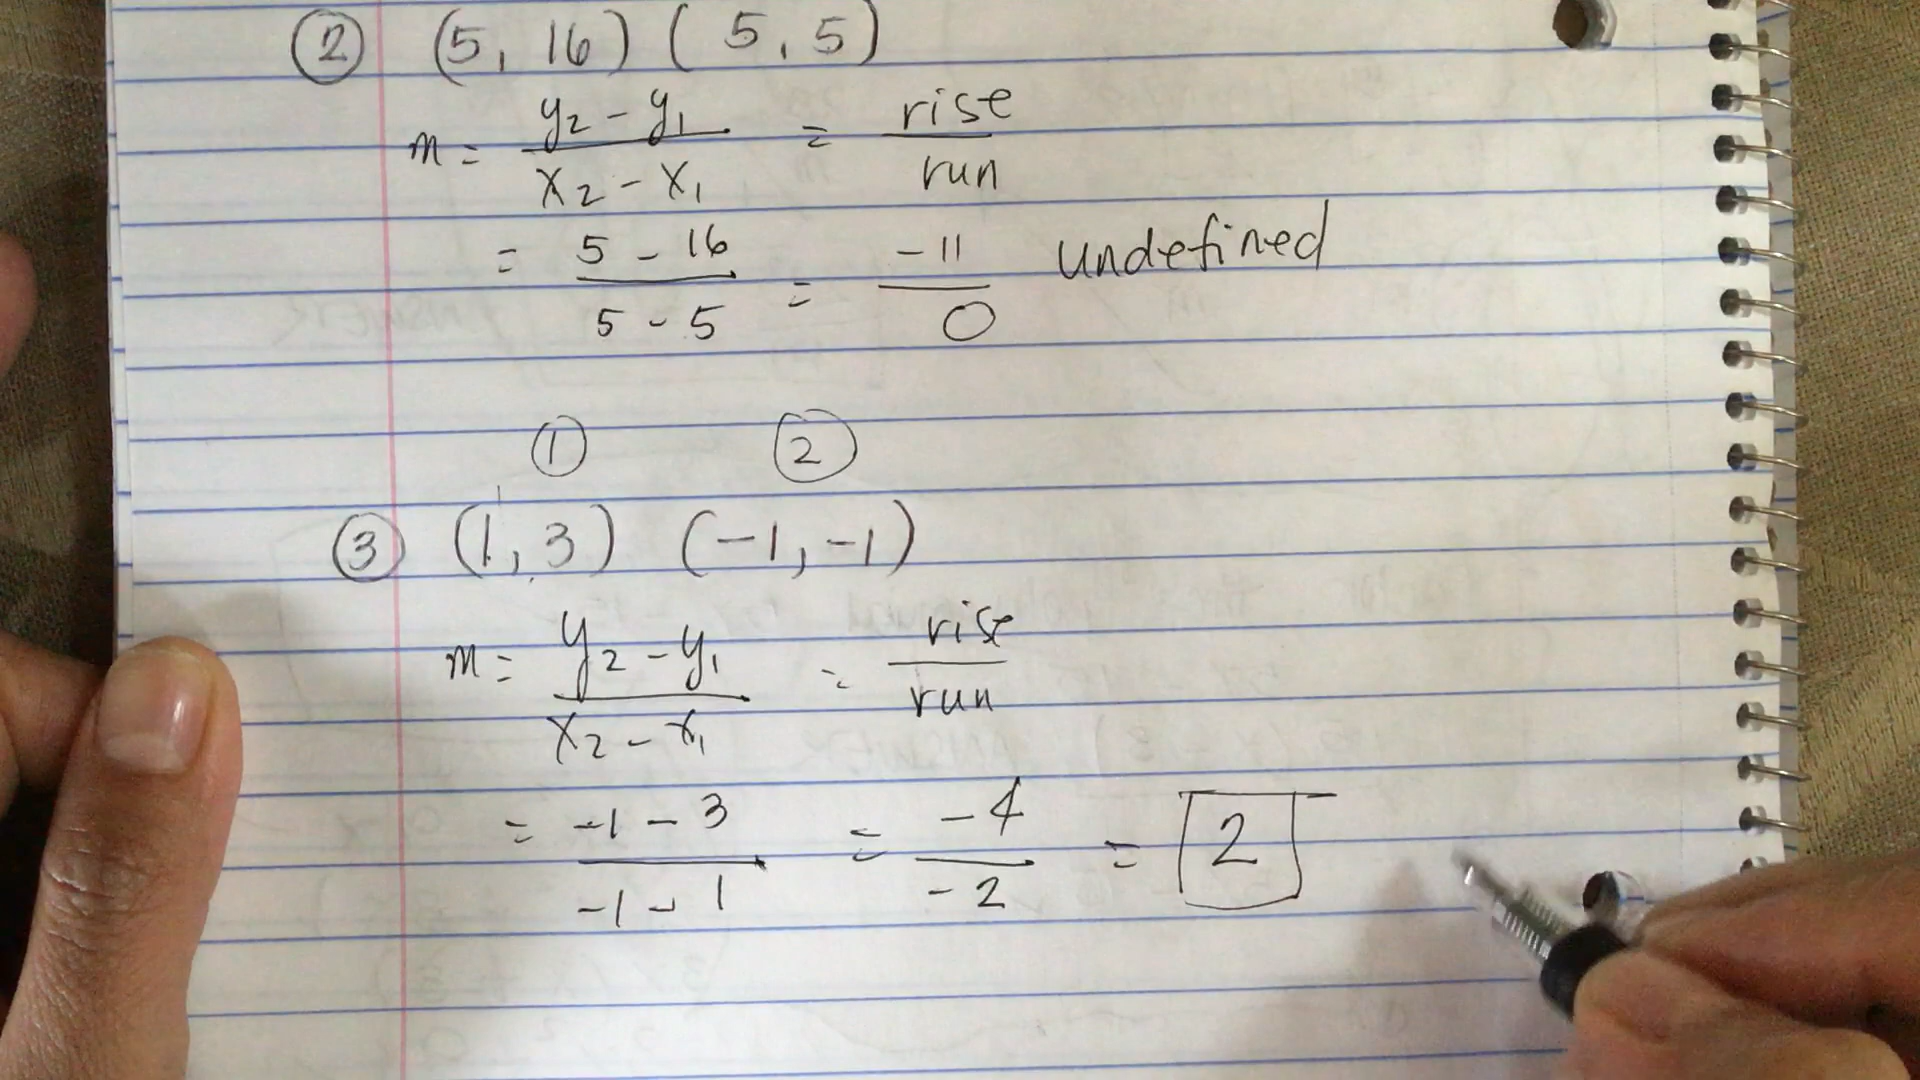 ② (5, 16) (5, 5)
m = y₂ - y₁ / x₂ - x₁ = rise / run
= 5 - 16 / 5 - 5 = -11 / 0 undefined
① ②
③ (1, 3) (-1, -1)
m = y₂ - y₁ / x₂ - x₁ = rise / run
= -1 - 3 / -1 - 1 = -4 / -2 = 2